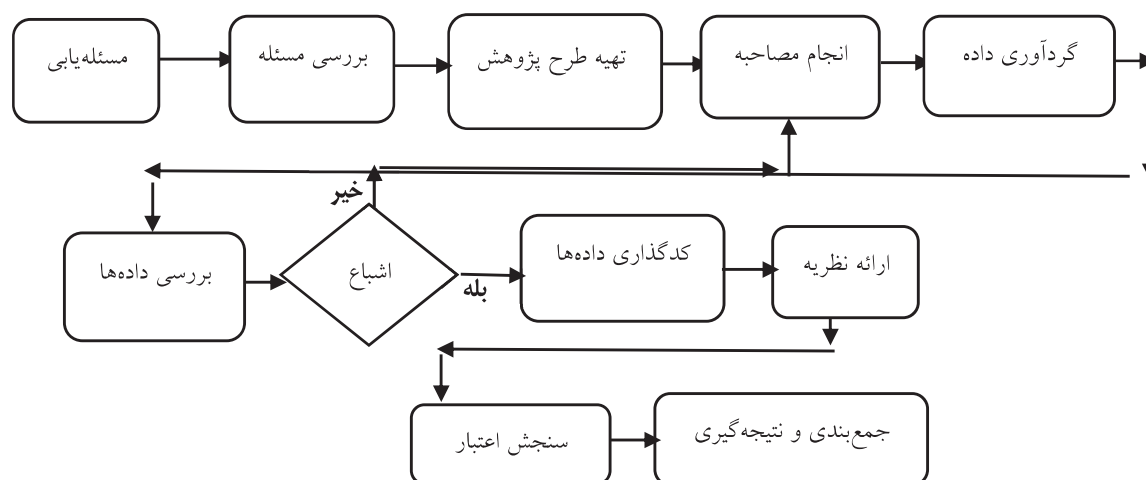 مسئله‌یابی
بررسی مسئله
تهیه طرح پژوهش
انجام مصاحبه
گردآوری داده
خیر
بررسی داده‌ها
اشباع
بله
کدگذاری داده‌ها
ارائه نظریه
سنجش اعتبار
جمع‌بندی و نتیجه‌گیری